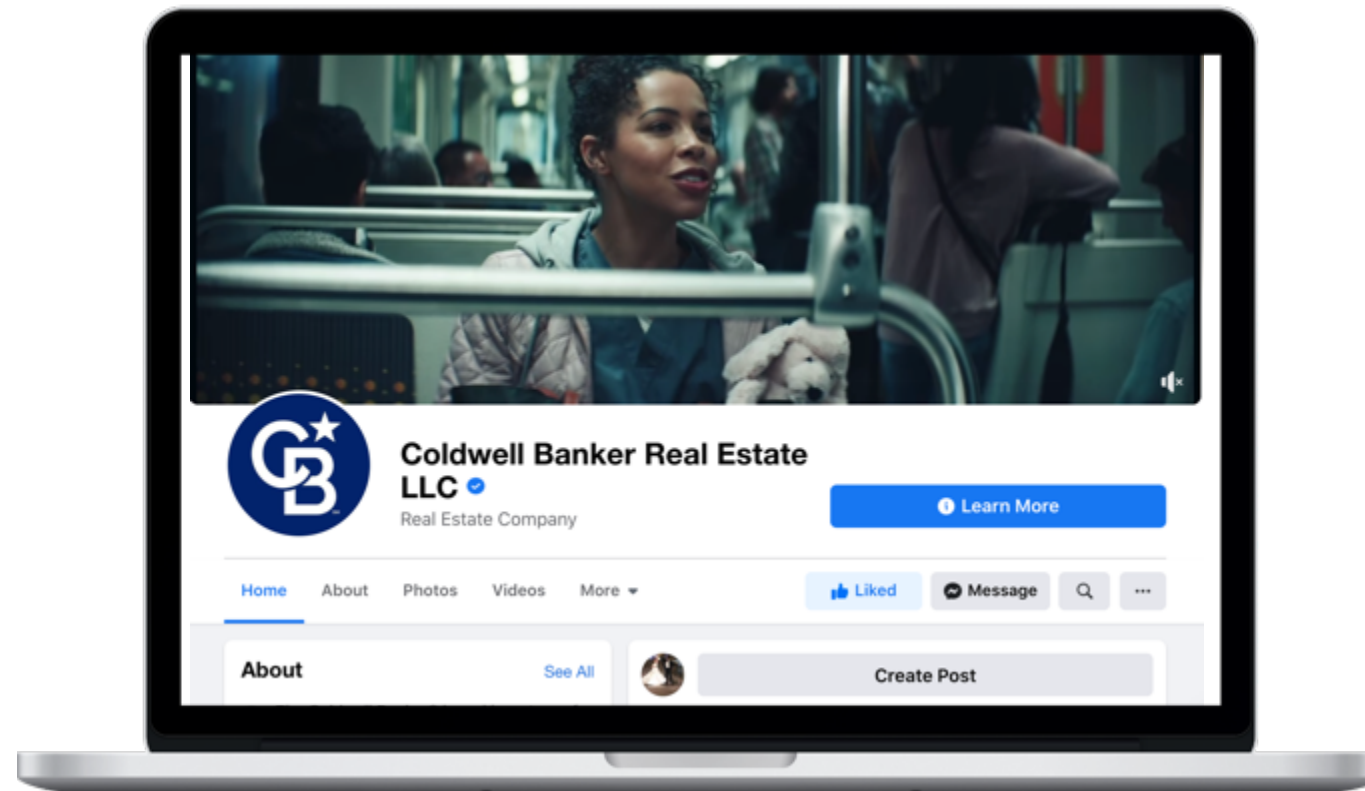 CB
Coldwell Banker Real Estate
LLC
Real Estate Company
Learn More
Home About Photos Videos More
Liked Message
About See All
Create Post